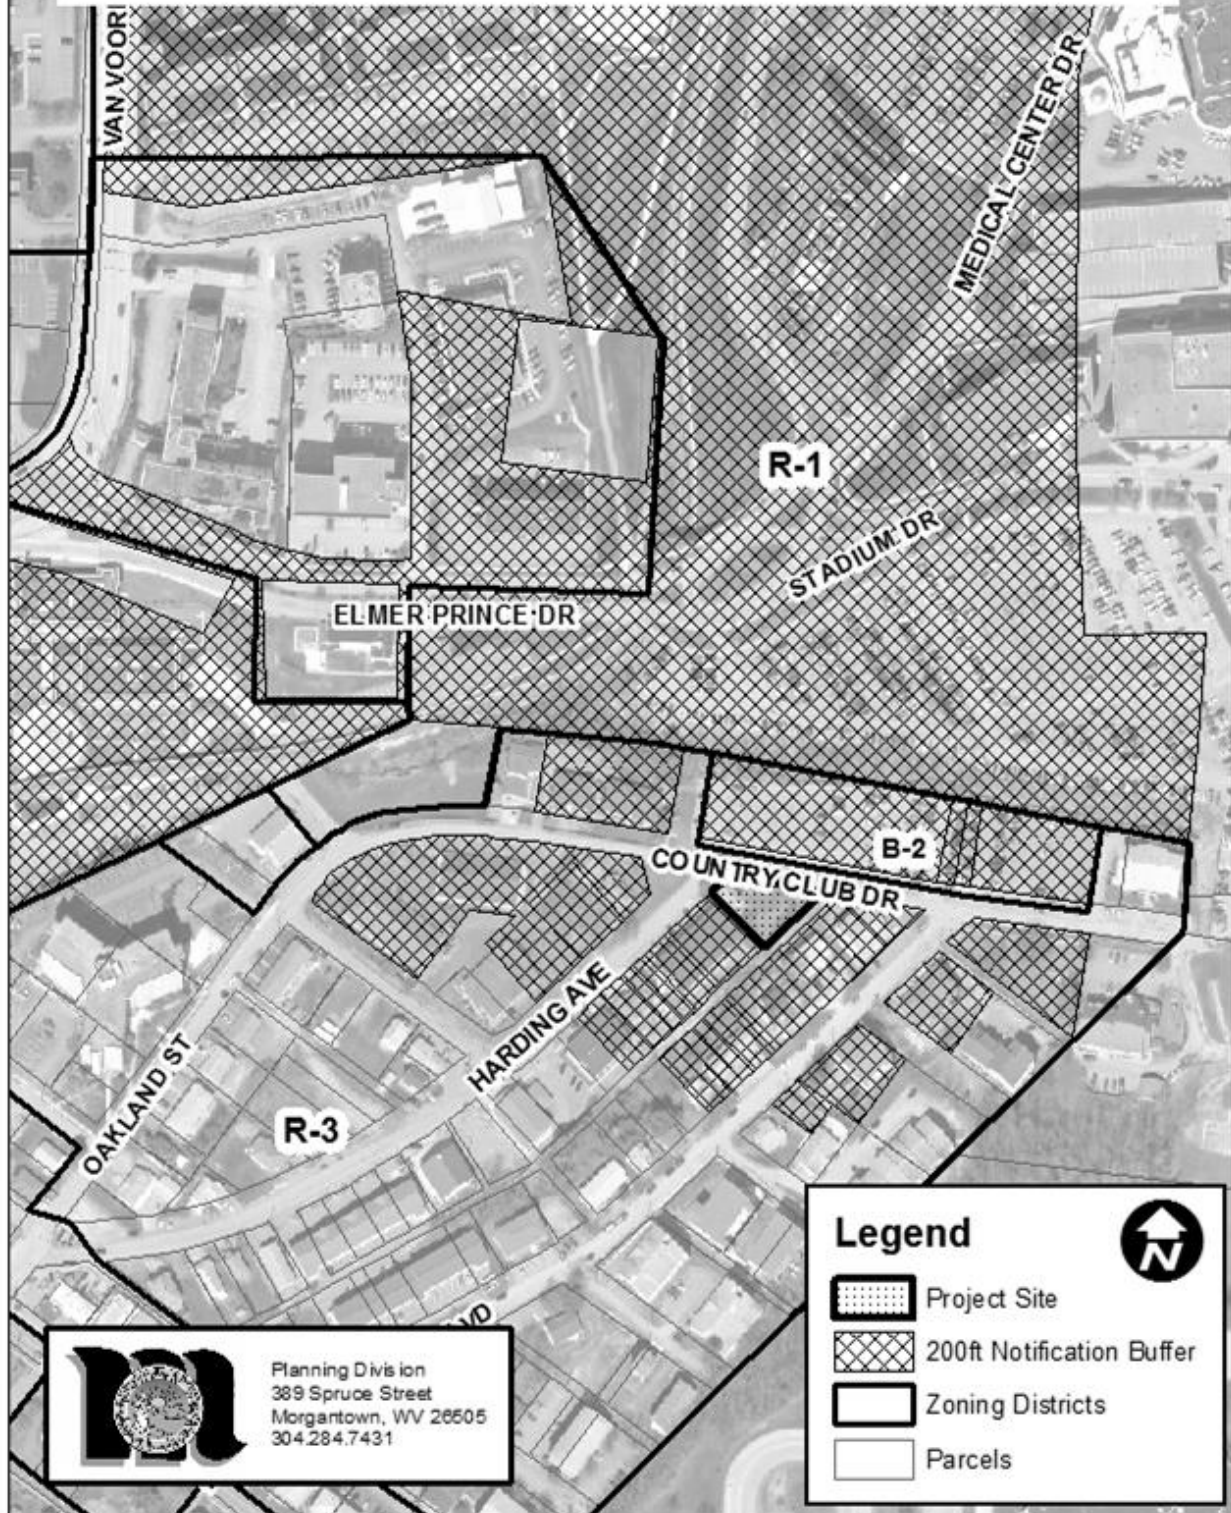 VAN VOORH
MEDICAL CENTER DR
R-1
STADIUM DR
ELMER PRINCE DR
B-2
COUNTRY CLUB DR
HARDING AVE
OAKLAND ST
R-3
LVD
Legend
N
Project Site
200ft Notification Buffer
Zoning Districts
Parcels
Planning Division
389 Spruce Street
Morgantown, WV 26505
304.284.7431